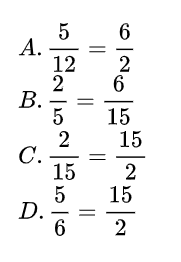 A. 5/12 = 6/2
B. 2/5 = 6/15
C. 2/15 = 15/2
D. 5/6 = 15/2